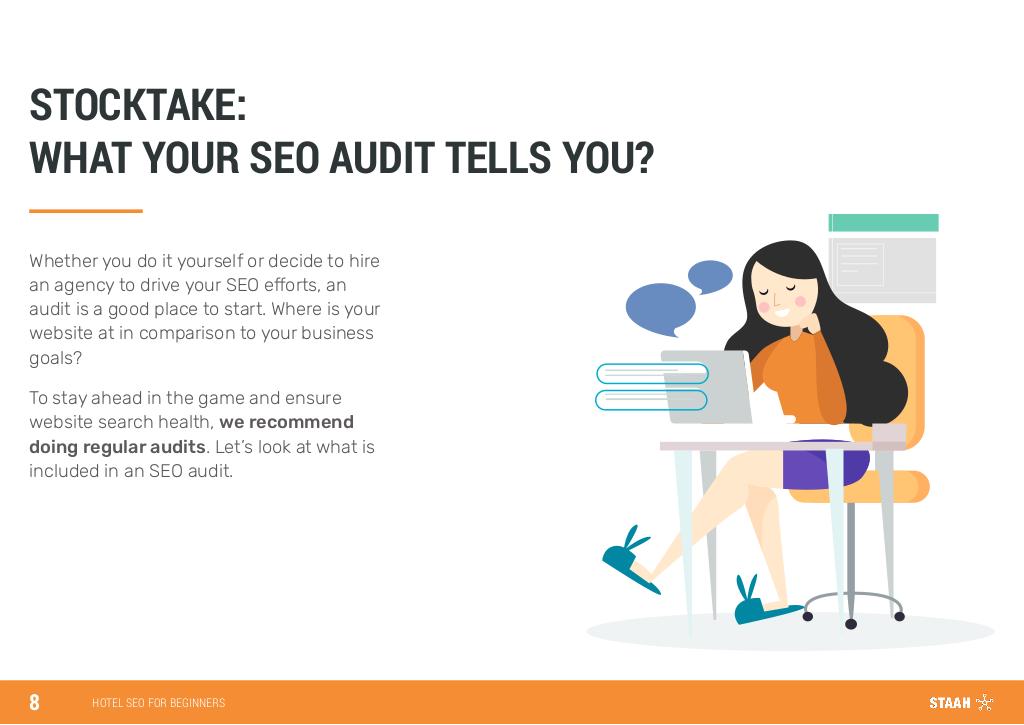 STOCKTAKE:
WHAT YOUR SEO AUDIT TELLS YOU?
Whether you do it yourself or decide to hire
an agency to drive your SEO efforts, an
audit is a good place to start. Where is your
website at in comparison to your business
goals?
To stay ahead in the game and ensure
website search health, we recommend
doing regular audits. Let’s look at what is
included in an SEO audit.
8 HOTEL SEO FOR BEGINNERS STAAH